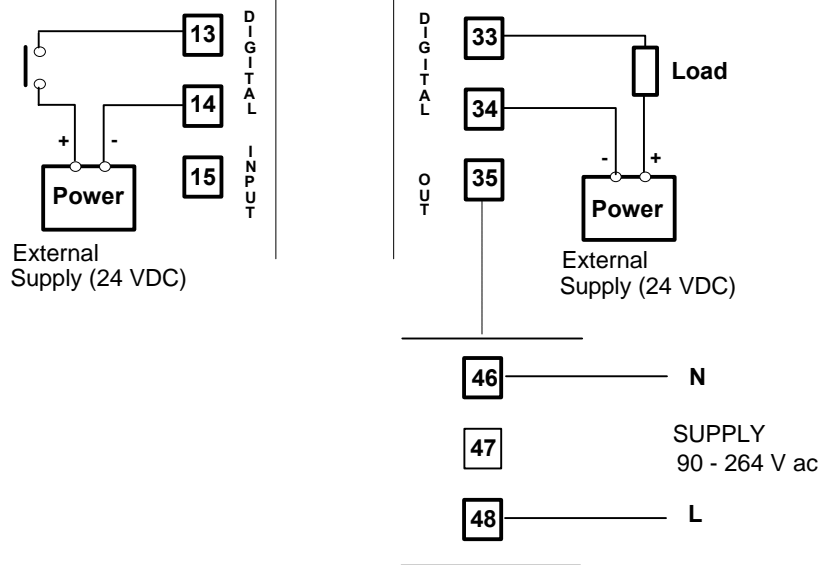 13
14
15
DIGITAL INPUT
+ -
Power
External
Supply (24 VDC)
DIGITAL OUT
33
34
35
Load
- +
Power
External
Supply (24 VDC)
46 N
47
SUPPLY
90 - 264 V ac
48 L